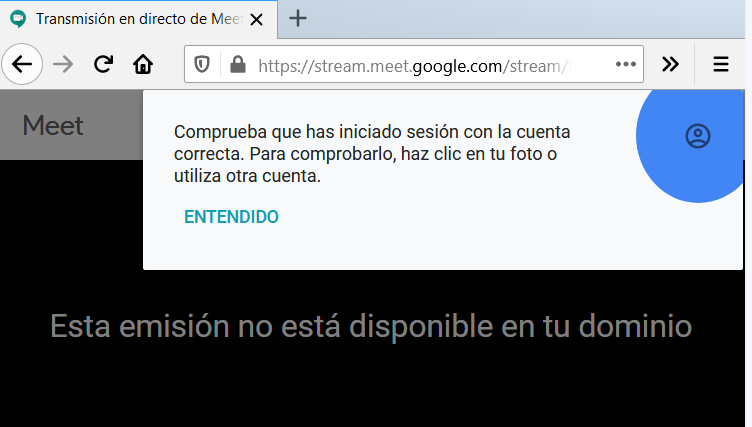 Transmisión en directo de Meet
https://stream.meet.google.com/stream/
Meet
Comprueba que has iniciado sesión con la cuenta
correcta. Para comprobarlo, haz clic en tu foto o
utiliza otra cuenta.
ENTENDIDO
Esta emisión no está disponible en tu dominio